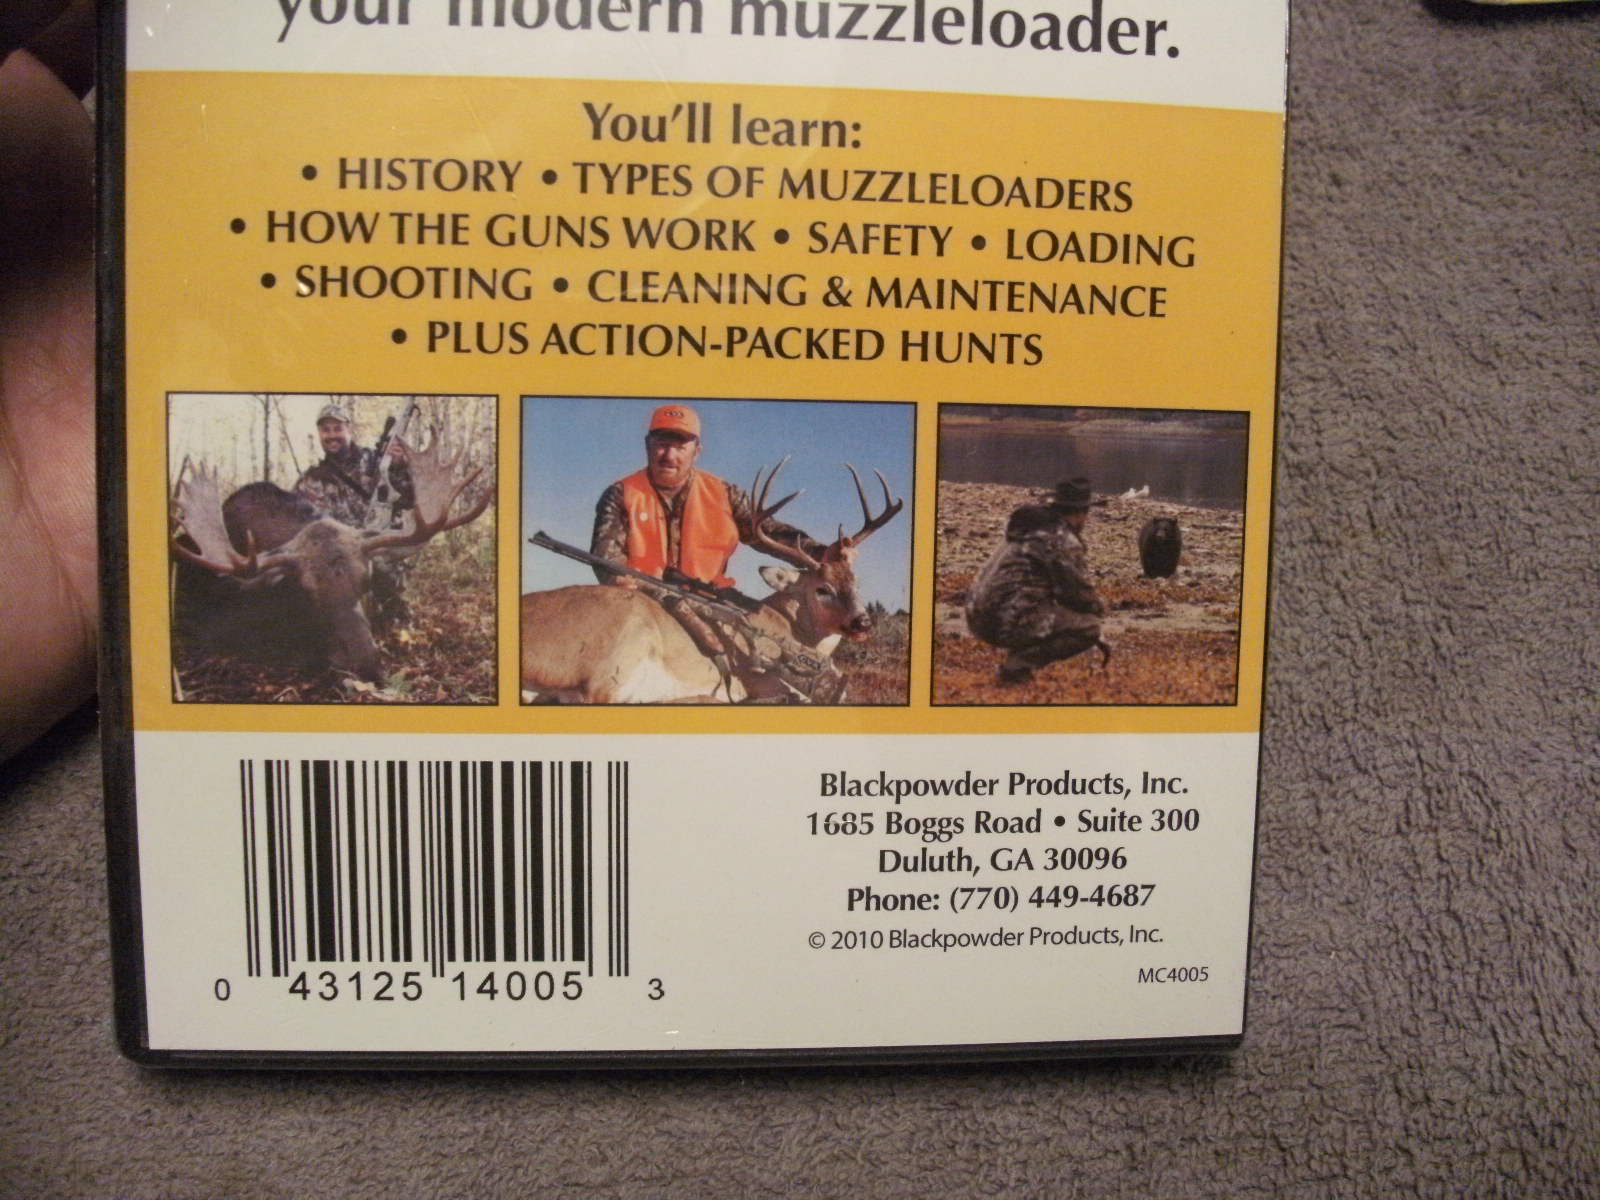 your modern muzzleloader.
You'll learn:
• HISTORY • TYPES OF MUZZLELOADERS
• HOW THE GUNS WORK • SAFETY • LOADING
• SHOOTING • CLEANING & MAINTENANCE
• PLUS ACTION-PACKED HUNTS
Blackpowder Products, Inc.
1685 Boggs Road • Suite 300
Duluth, GA 30096
Phone: (770) 449-4687
© 2010 Blackpowder Products, Inc.
MC4005
0 43125 14005 3